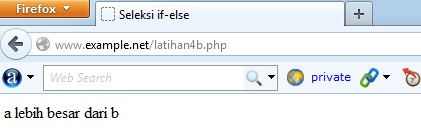 Firefox
Seleksi if-else
www.example.net/latihan4b.php
a
Web Search
private
a lebih besar dari b